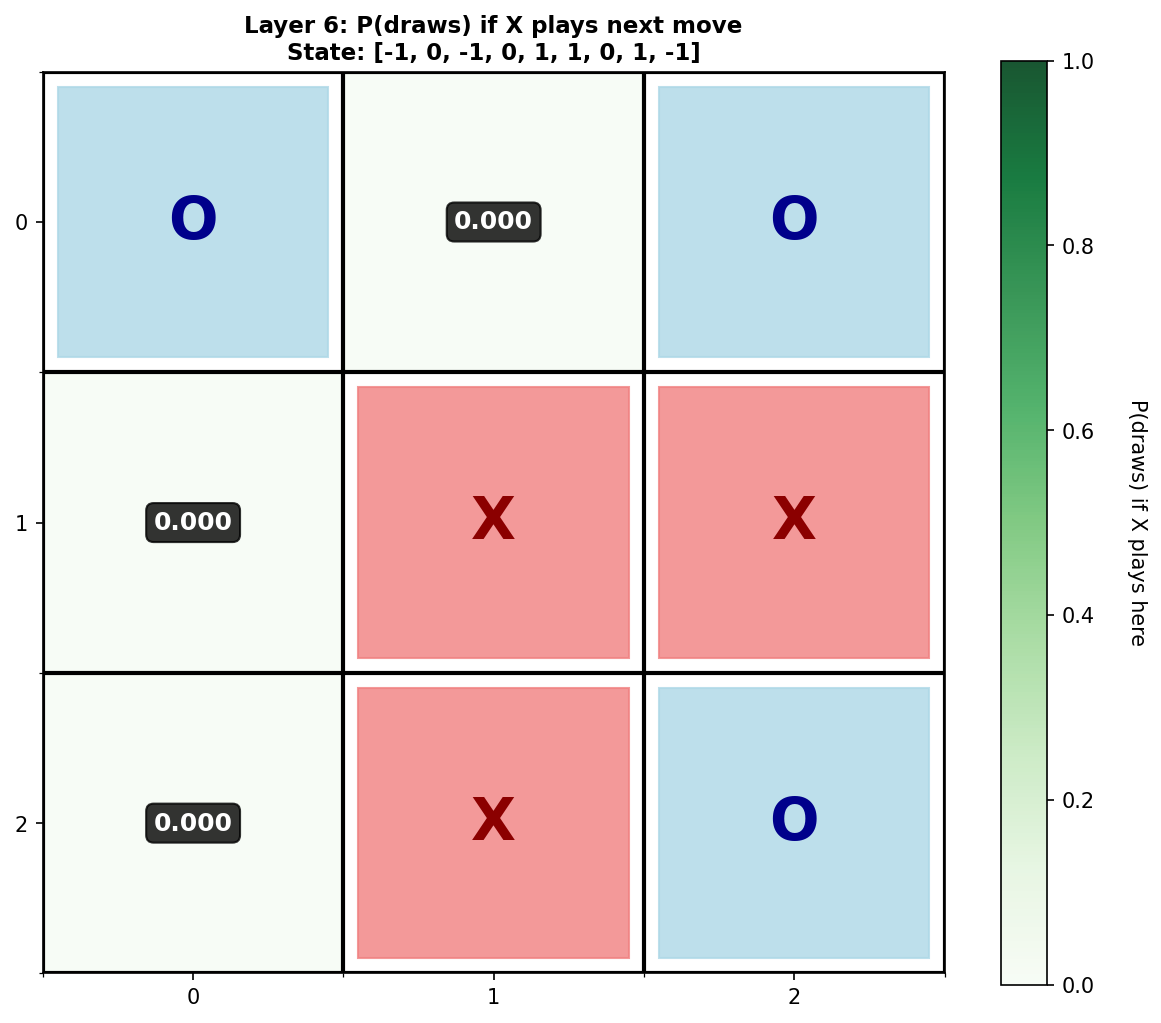 Layer 6: P(draws) if X plays next move
State: [-1, 0, -1, 0, 1, 1, 0, 1, -1]
0
O
0.000
O
1
0.000
X
X
2
0.000
X
O
0
1
2
1.0
0.8
0.6
0.4
0.2
0.0
P(draws) if X plays here